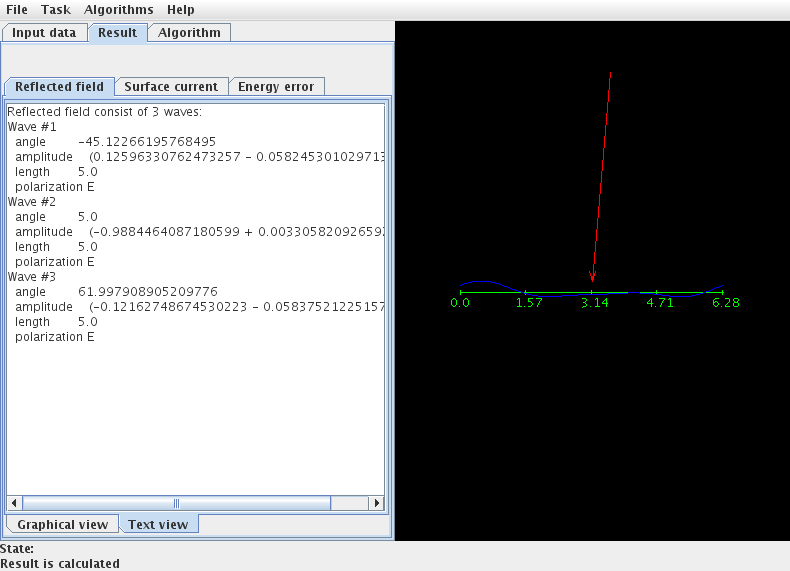 File Task Algorithms Help
Input data Result Algorithm
Reflected field Surface current Energy error
Reflected field consist of 3 waves:
Wave #1
angle -45.12266195768495
amplitude (0.12596330762473257 - 0.058245301029713
length 5.0
polarization E
Wave #2
angle 5.0
amplitude (-0.9884464087180599 + 0.003305820926592
length 5.0
polarization E
Wave #3
angle 61.997908905209776
amplitude (-0.12162748674530223 - 0.05837521225157
length 5.0
polarization E
0.0 1.57 3.14 4.71 6.28
Graphical view Text view
State:
Result is calculated